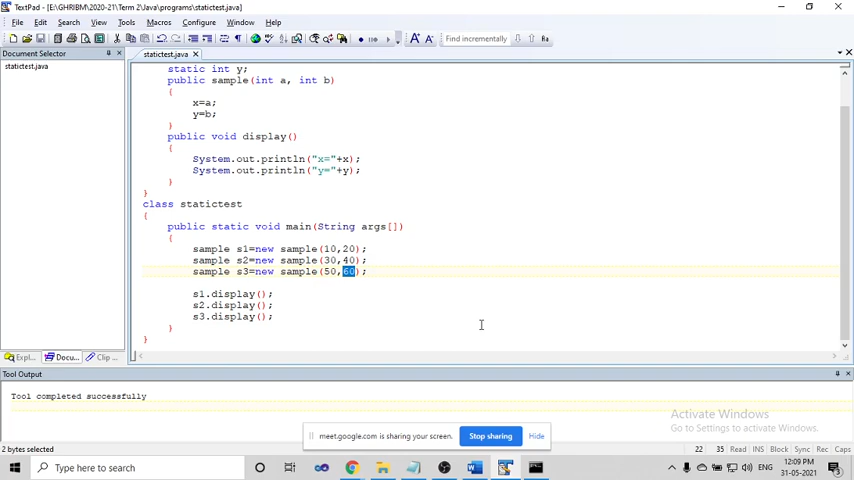 TextPad - [E:\GHRIBM\2020-21\Term 2\Java\programs\statictest.java]
File Edit Search View Tools Macros Configure Window Help
Find incrementally
Document Selector
statictest.java
statictest.java
static int y;
public sample(int a, int b)
{
x=a;
y=b;
}
public void display()
{
System.out.println("x="+x);
System.out.println("y="+y);
}
}
class statictest
{
public static void main(String args[])
{
sample s1=new sample(10,20);
sample s2=new sample(30,40);
sample s3=new sample(50,60);
s1.display();
s2.display();
s3.display();
}
}
Expl... Docu... Clip ...
Tool Output
Tool completed successfully
Activate Windows
Go to Settings to activate Windows.
meet.google.com is sharing your screen. Stop sharing Hide
2 bytes selected 22 35 Read INS Block Sync Rec Caps
Type here to search
ENG 12:09 PM 31-05-2021 3